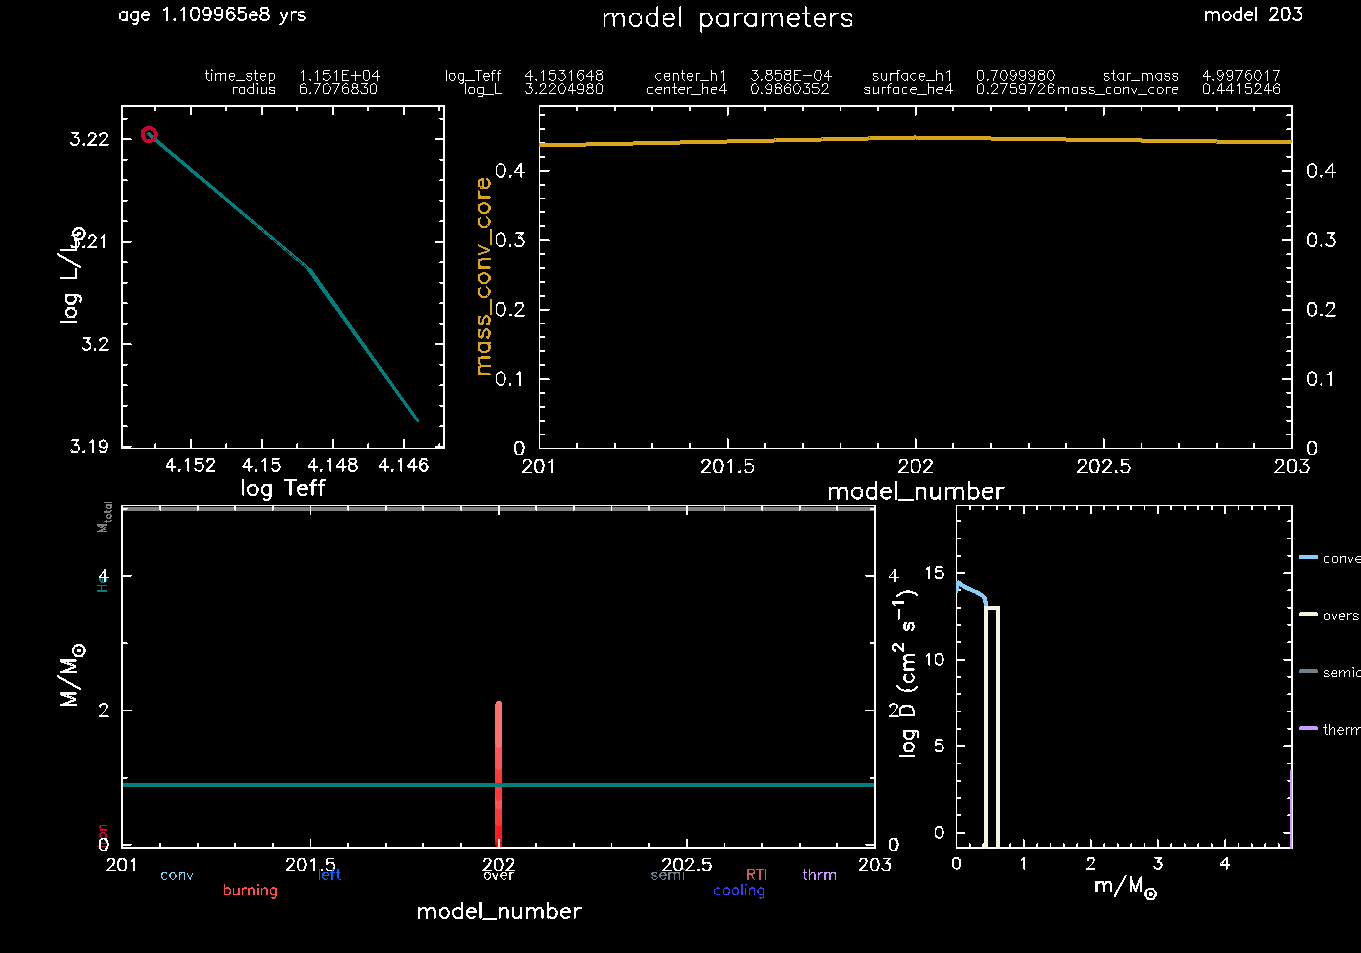 age 1.109965e8 yrs
model parameters
model 203
time_step 1.151E+04 log_Teff 4.1531648 center_h1 3.858E-04 surface_h1 0.7099980 star_mass 4.9976017
radius 6.7076830 log_L 3.2204980 center_he4 0.9860352 surface_he4 0.2759726 mass_conv_core 0.4415246
3.22
3.21
3.2
3.19
log L/L⊙
4.152 4.15 4.148 4.146
log Teff
mass_conv_core
0.4
0.3
0.2
0.1
0
0.4
0.3
0.2
0.1
0
201 201.5 202 202.5 203
model_number
Mtotal
He
4
2
0
M/M⊙
4
2
0
201 201.5 202 202.5 203
conv left over semi RTI thrm
burning cooling
model_number
log D (cm² s⁻¹)
15
10
5
0
0 1 2 3 4
m/M⊙
conve
overs
semic
therm